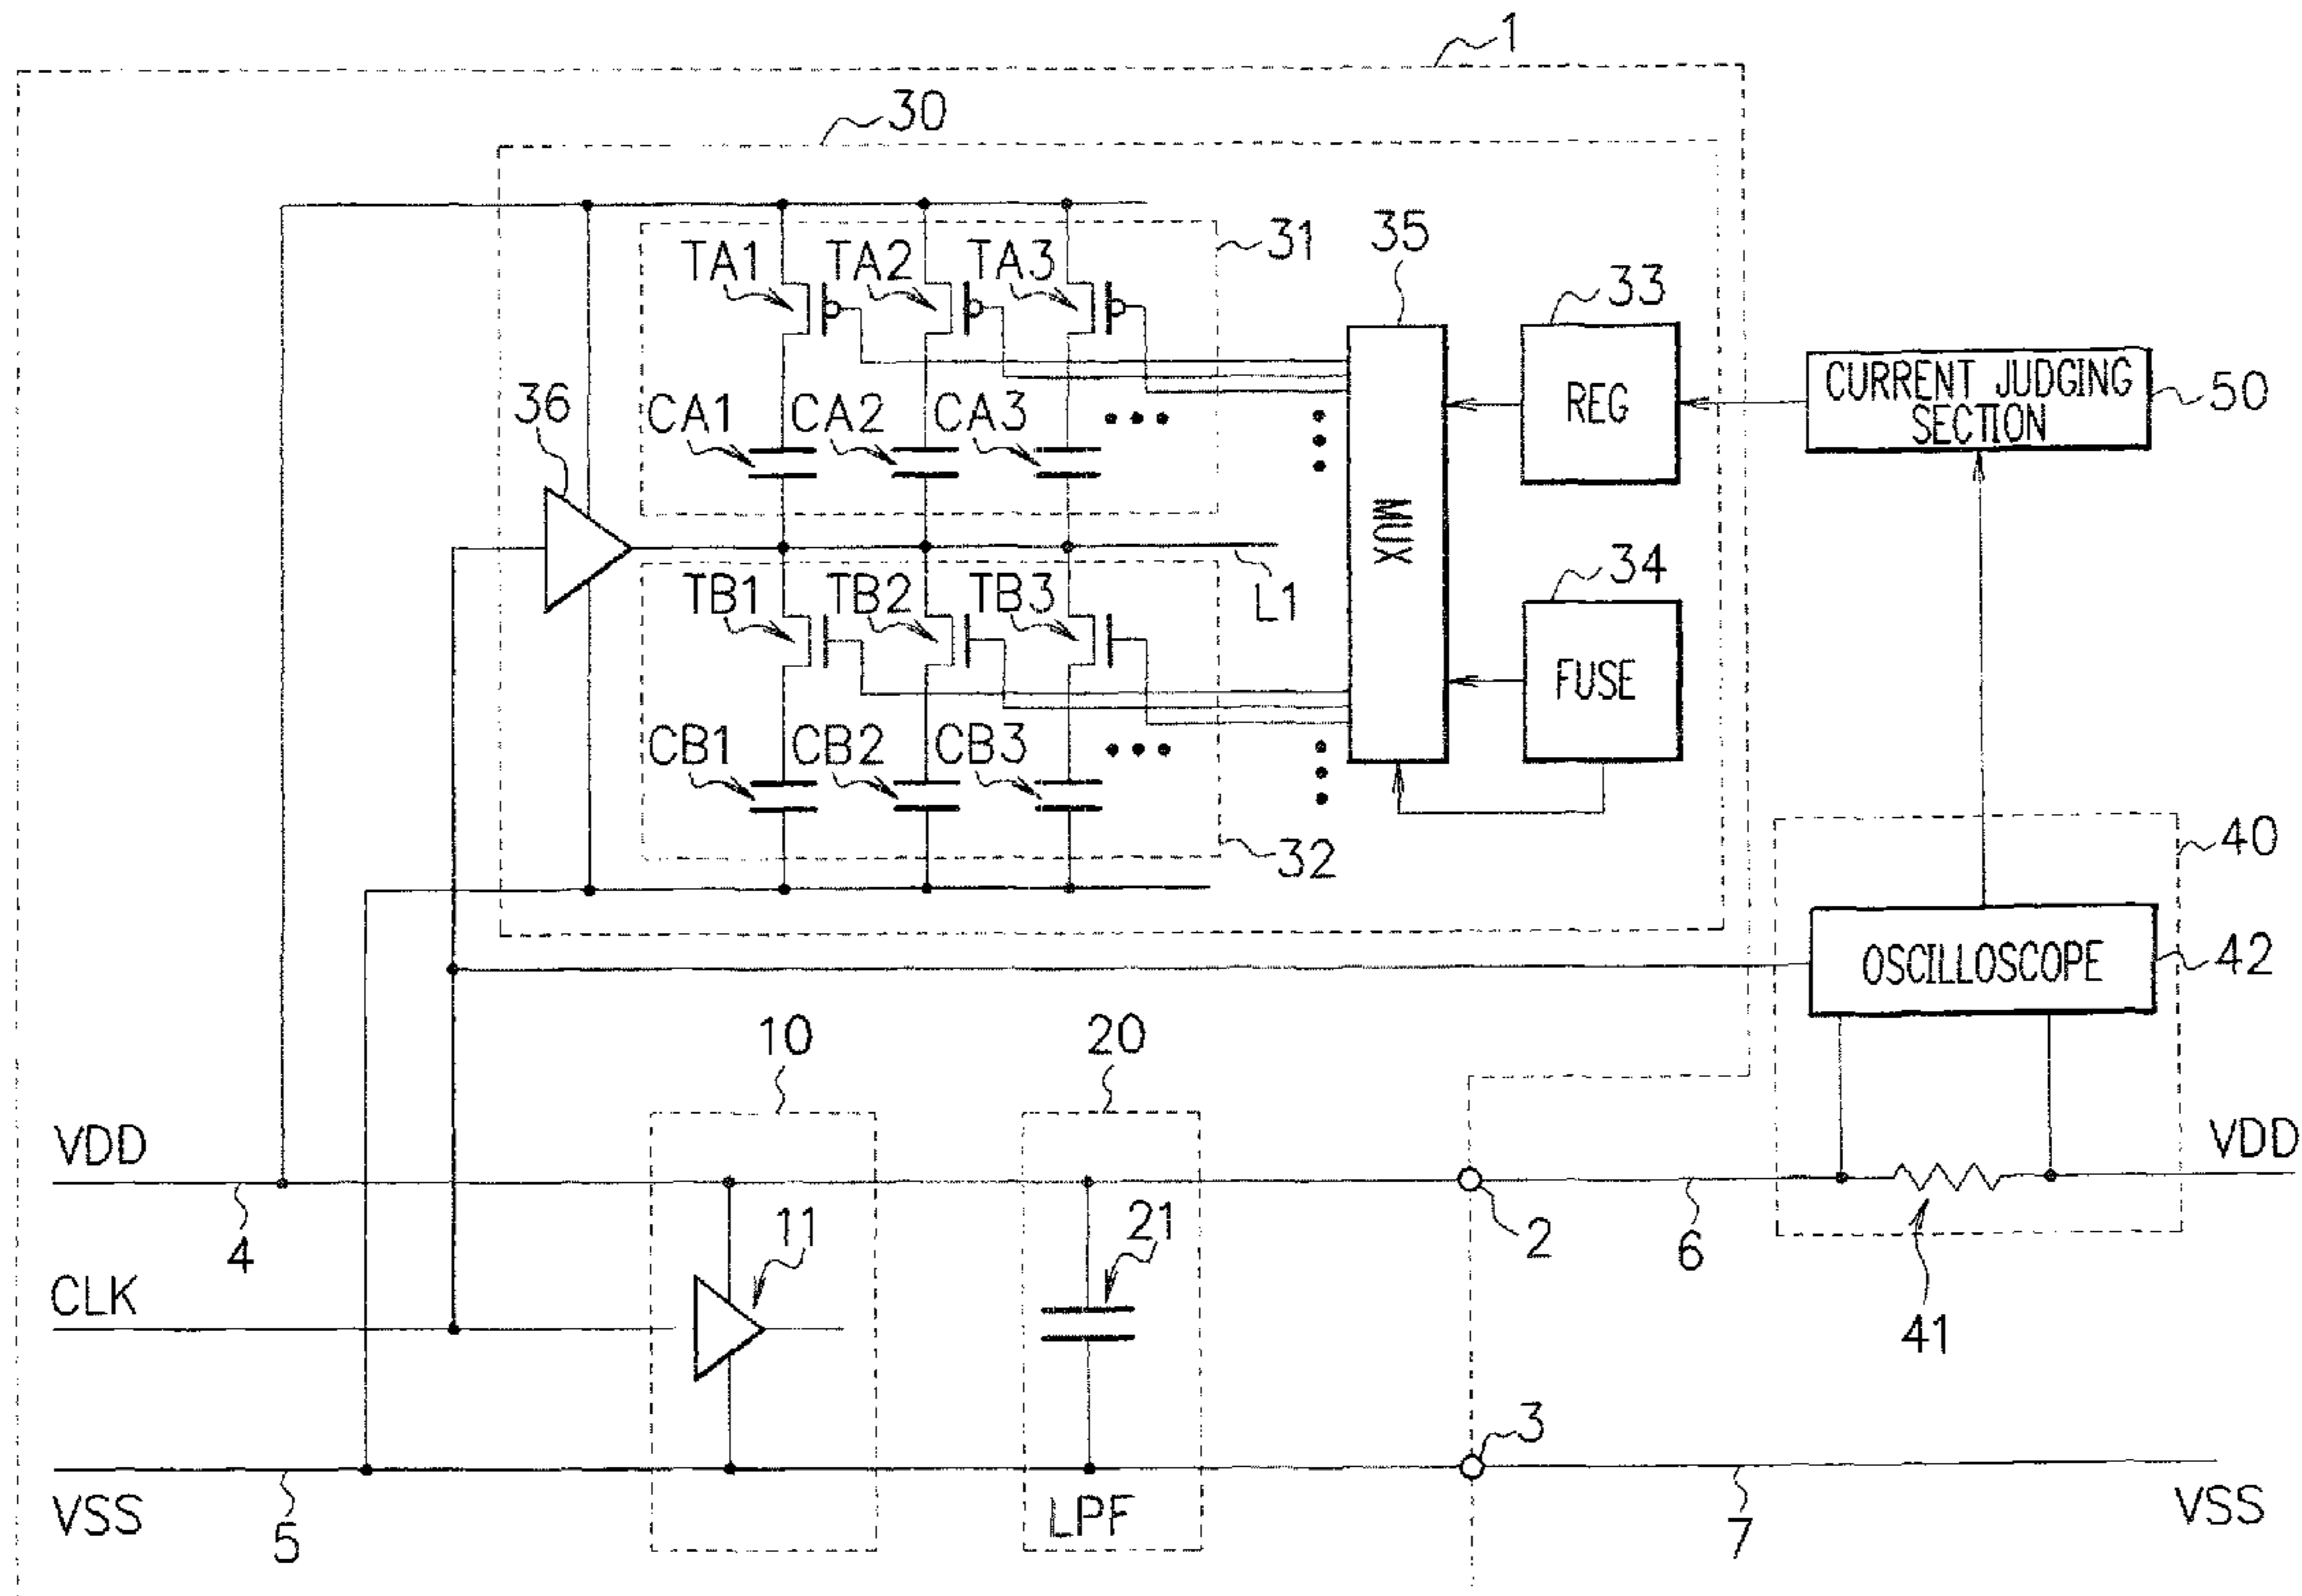 1
30
TA1 TA2 TA3
31
35
33
36
CA1 CA2 CA3
REG
CURRENT JUDGING
SECTION
50
MUX
TB1 TB2 TB3
L1
34
FUSE
CB1 CB2 CB3
32
40
OSCILLOSCOPE
42
10
20
VDD
VDD
4
11
21
2
6
41
CLK
3
VSS
5
LPF
7
VSS